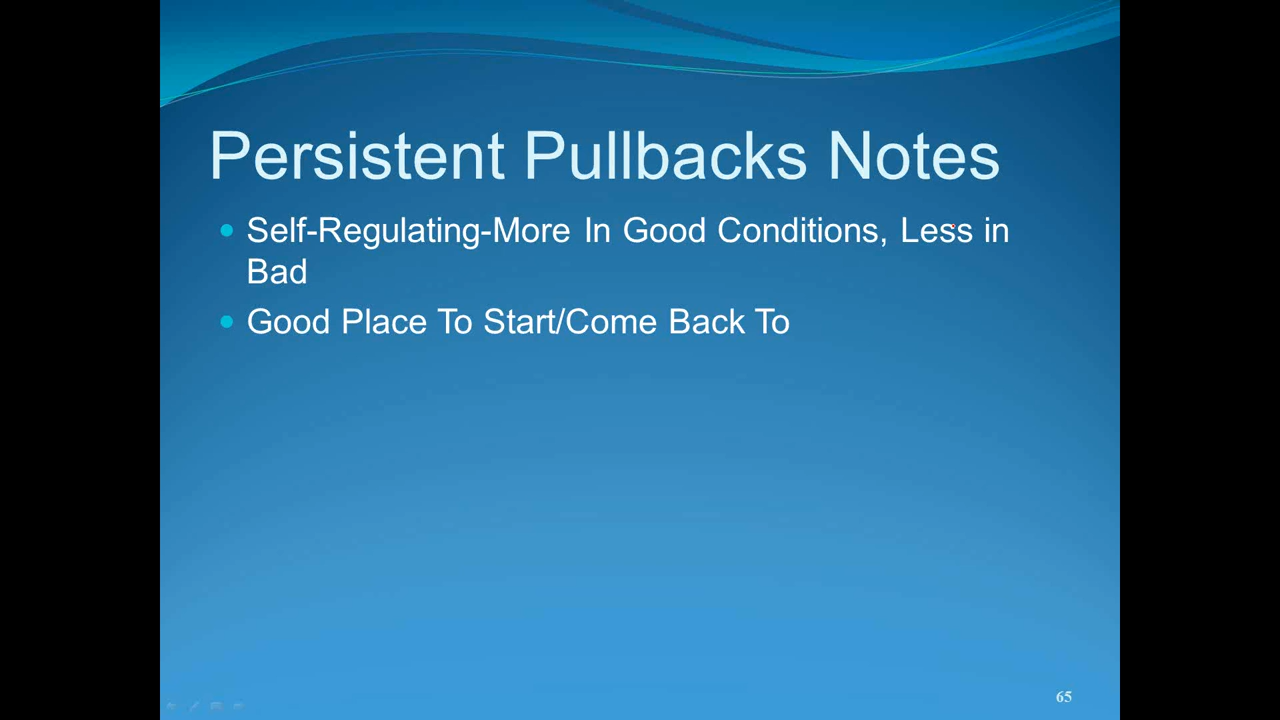 Persistent Pullbacks Notes
Self-Regulating-More In Good Conditions, Less in
Bad
Good Place To Start/Come Back To
65